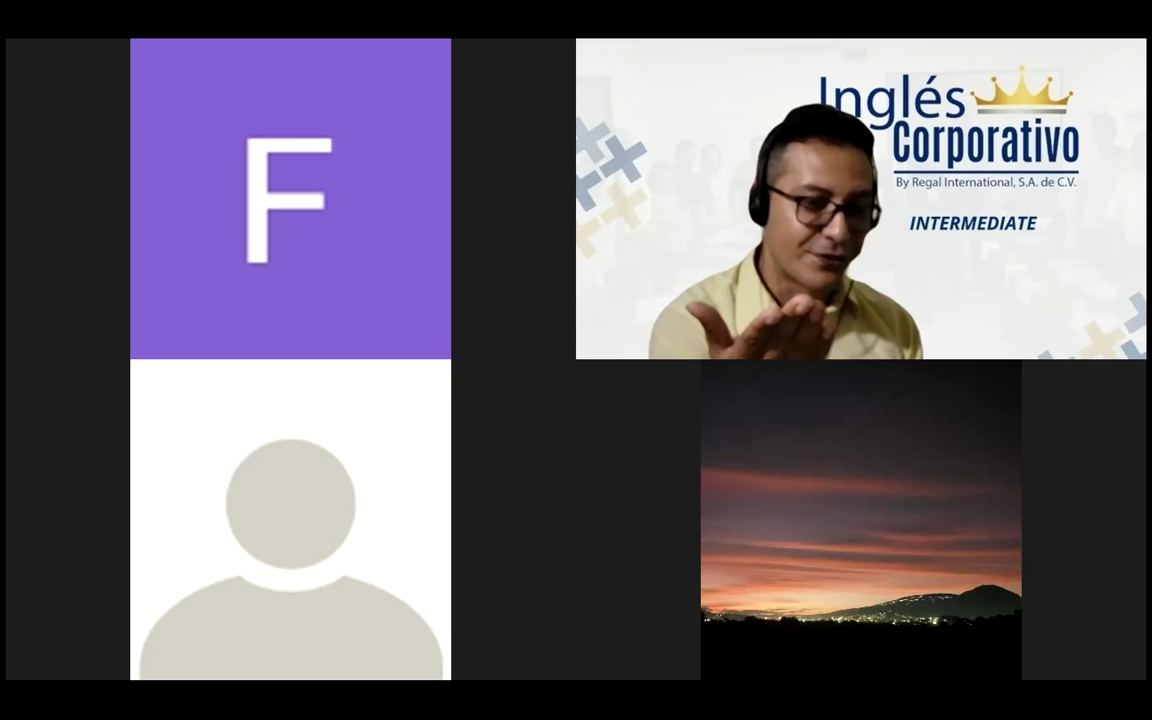 F
Inglés
Corporativo
By Regal International, S.A. de C.V.
INTERMEDIATE